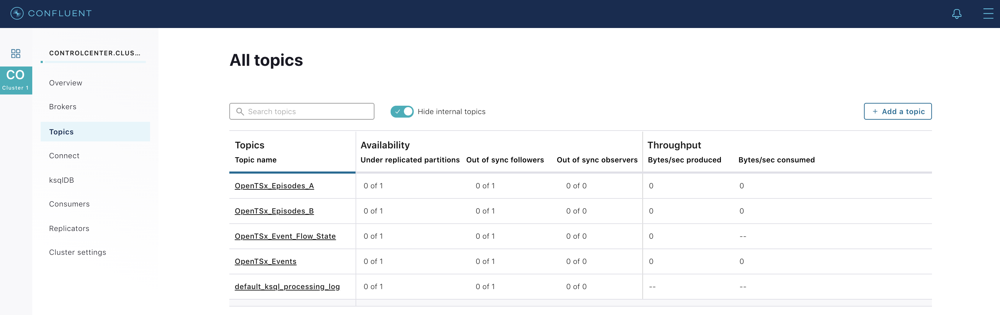 CONFLUENT
CO
Cluster 1
CONTROLCENTER.CLUS...
Overview
Brokers
Topics
Connect
ksqlDB
Consumers
Replicators
Cluster settings
All topics
Search topics
Hide internal topics
+ Add a topic
Topics Availability Throughput
Topic name Under replicated partitions Out of sync followers Out of sync observers Bytes/sec produced Bytes/sec consumed
OpenTSx_Episodes_A 0 of 1 0 of 1 0 of 0 0 0
OpenTSx_Episodes_B 0 of 1 0 of 1 0 of 0 0 0
OpenTSx_Event_Flow_State 0 of 1 0 of 1 0 of 0 0 --
OpenTSx_Events 0 of 1 0 of 1 0 of 0 0 0
default_ksql_processing_log 0 of 1 0 of 1 0 of 0 -- --